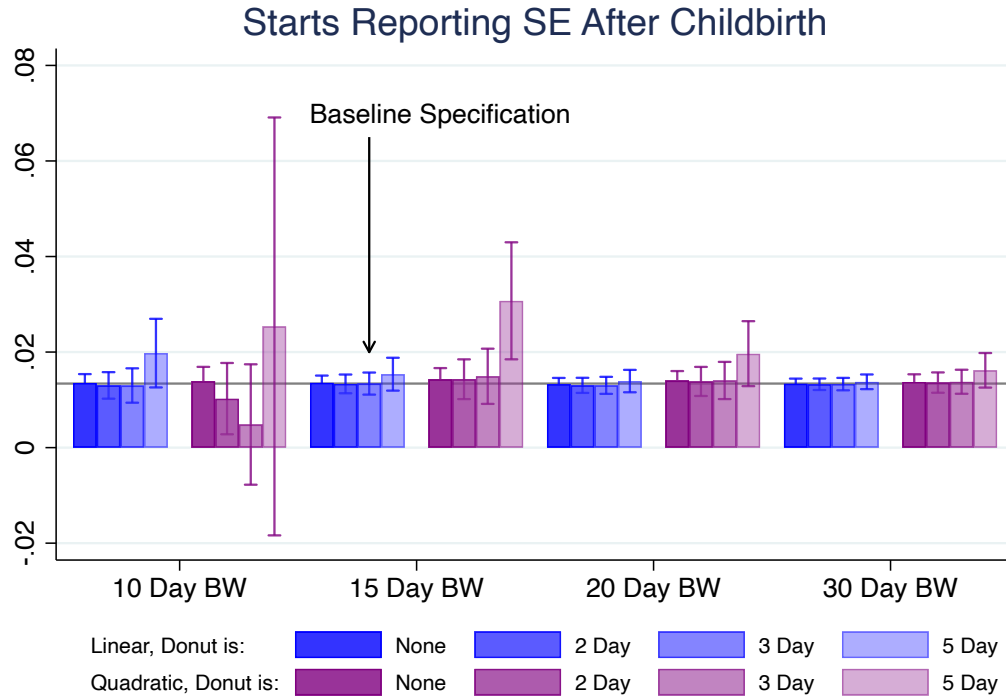 Starts Reporting SE After Childbirth
.08
.06
.04
.02
0
-.02
Baseline Specification
10 Day BW
15 Day BW
20 Day BW
30 Day BW
Linear, Donut is: None 2 Day 3 Day 5 Day
Quadratic, Donut is: None 2 Day 3 Day 5 Day